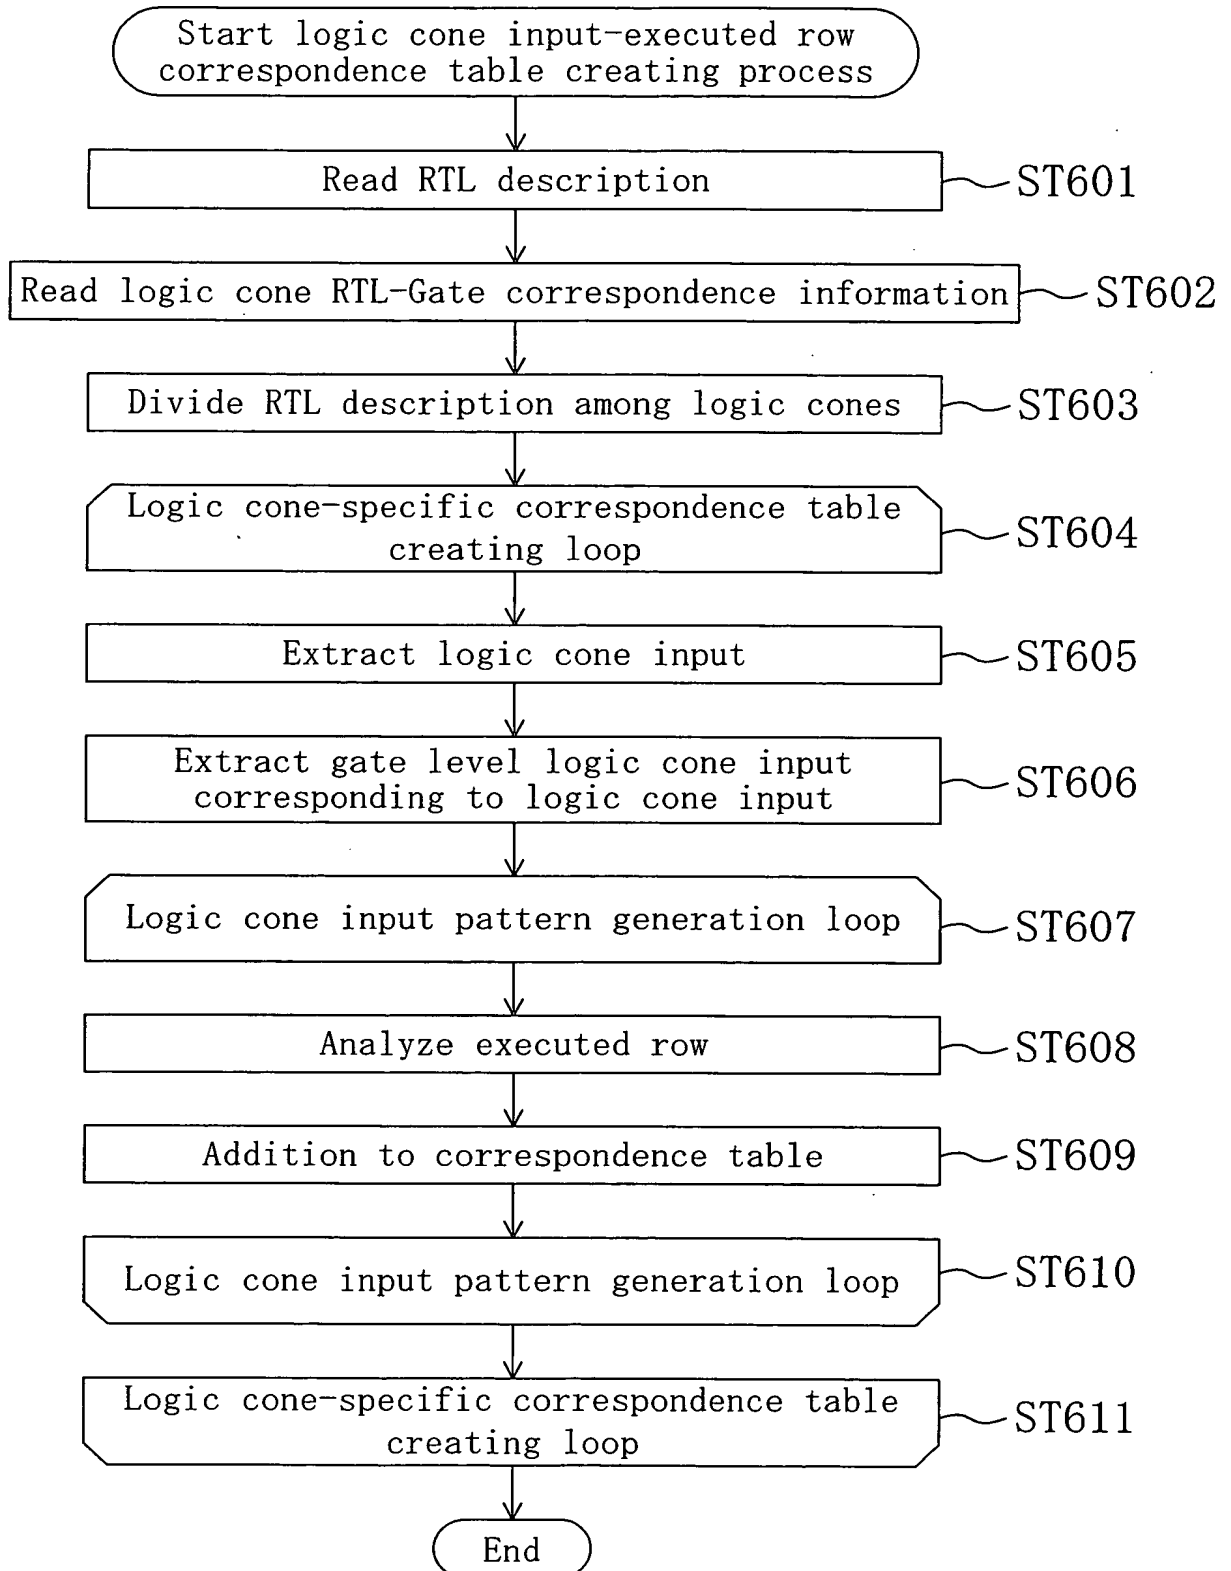 Start logic cone input-executed row
correspondence table creating process
Read RTL description
ST601
Read logic cone RTL-Gate correspondence information
ST602
Divide RTL description among logic cones
ST603
Logic cone-specific correspondence table
creating loop
ST604
Extract logic cone input
ST605
Extract gate level logic cone input
corresponding to logic cone input
ST606
Logic cone input pattern generation loop
ST607
Analyze executed row
ST608
Addition to correspondence table
ST609
Logic cone input pattern generation loop
ST610
Logic cone-specific correspondence table
creating loop
ST611
End